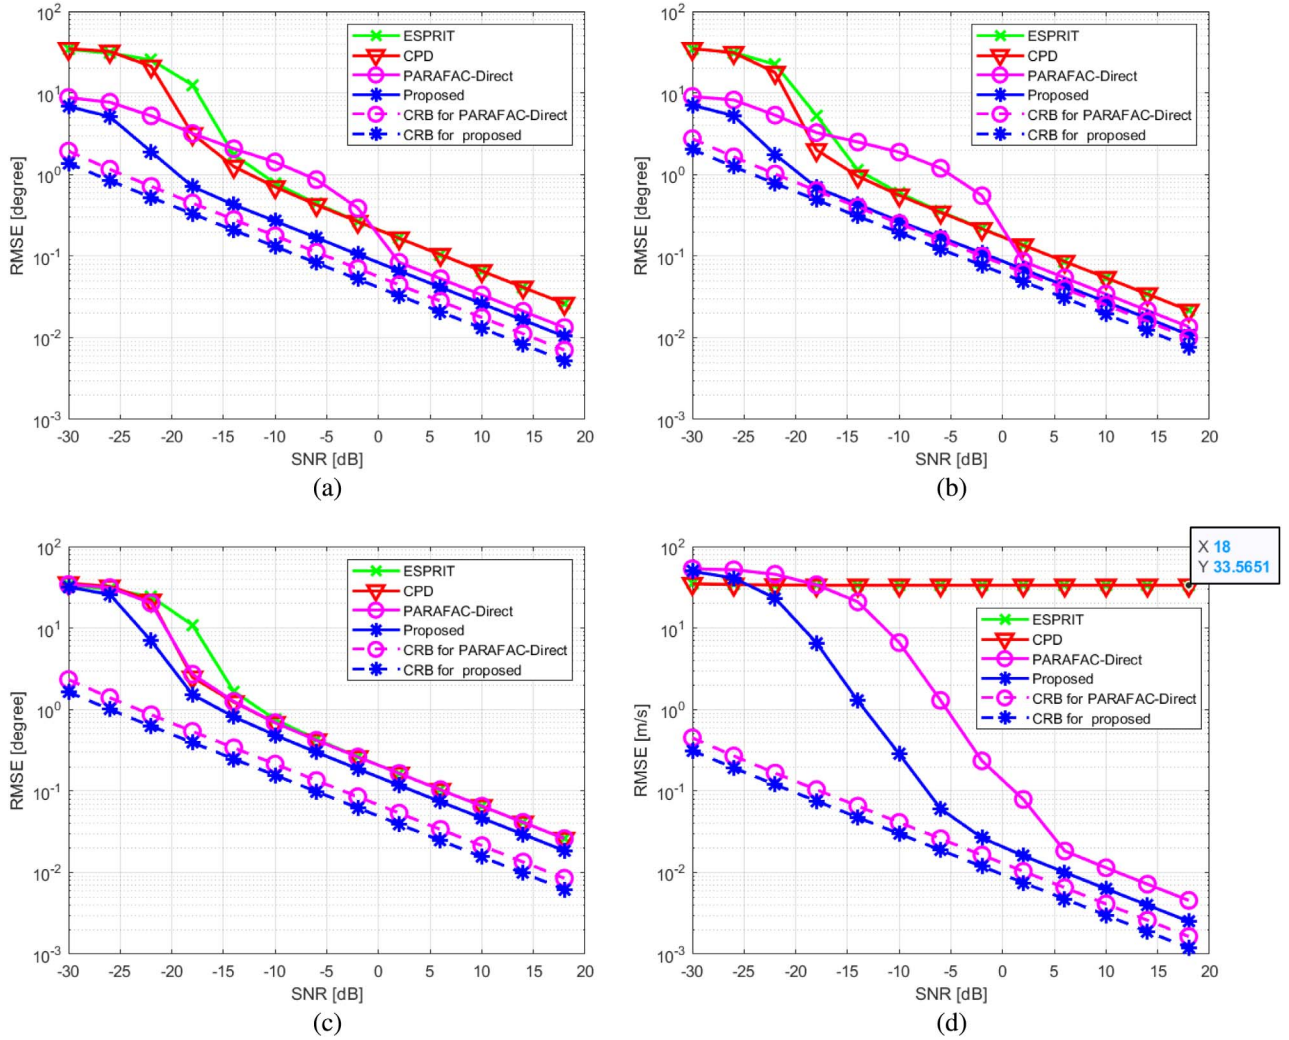 10^2
10^1
10^0
10^-1
10^-2
10^-3
RMSE [degree]
-30 -25 -20 -15 -10 -5 0 5 10 15 20
SNR [dB]
ESPRIT
CPD
PARAFAC-Direct
Proposed
CRB for PARAFAC-Direct
CRB for proposed
(a)
10^2
10^1
10^0
10^-1
10^-2
10^-3
RMSE [degree]
-30 -25 -20 -15 -10 -5 0 5 10 15 20
SNR [dB]
ESPRIT
CPD
PARAFAC-Direct
Proposed
CRB for PARAFAC-Direct
CRB for proposed
(b)
10^2
10^1
10^0
10^-1
10^-2
10^-3
RMSE [degree]
-30 -25 -20 -15 -10 -5 0 5 10 15 20
SNR [dB]
ESPRIT
CPD
PARAFAC-Direct
Proposed
CRB for PARAFAC-Direct
CRB for proposed
(c)
10^2
10^1
10^0
10^-1
10^-2
10^-3
RMSE [m/s]
-30 -25 -20 -15 -10 -5 0 5 10 15 20
SNR [dB]
X 18
Y 33.5651
ESPRIT
CPD
PARAFAC-Direct
Proposed
CRB for PARAFAC-Direct
CRB for proposed
(d)